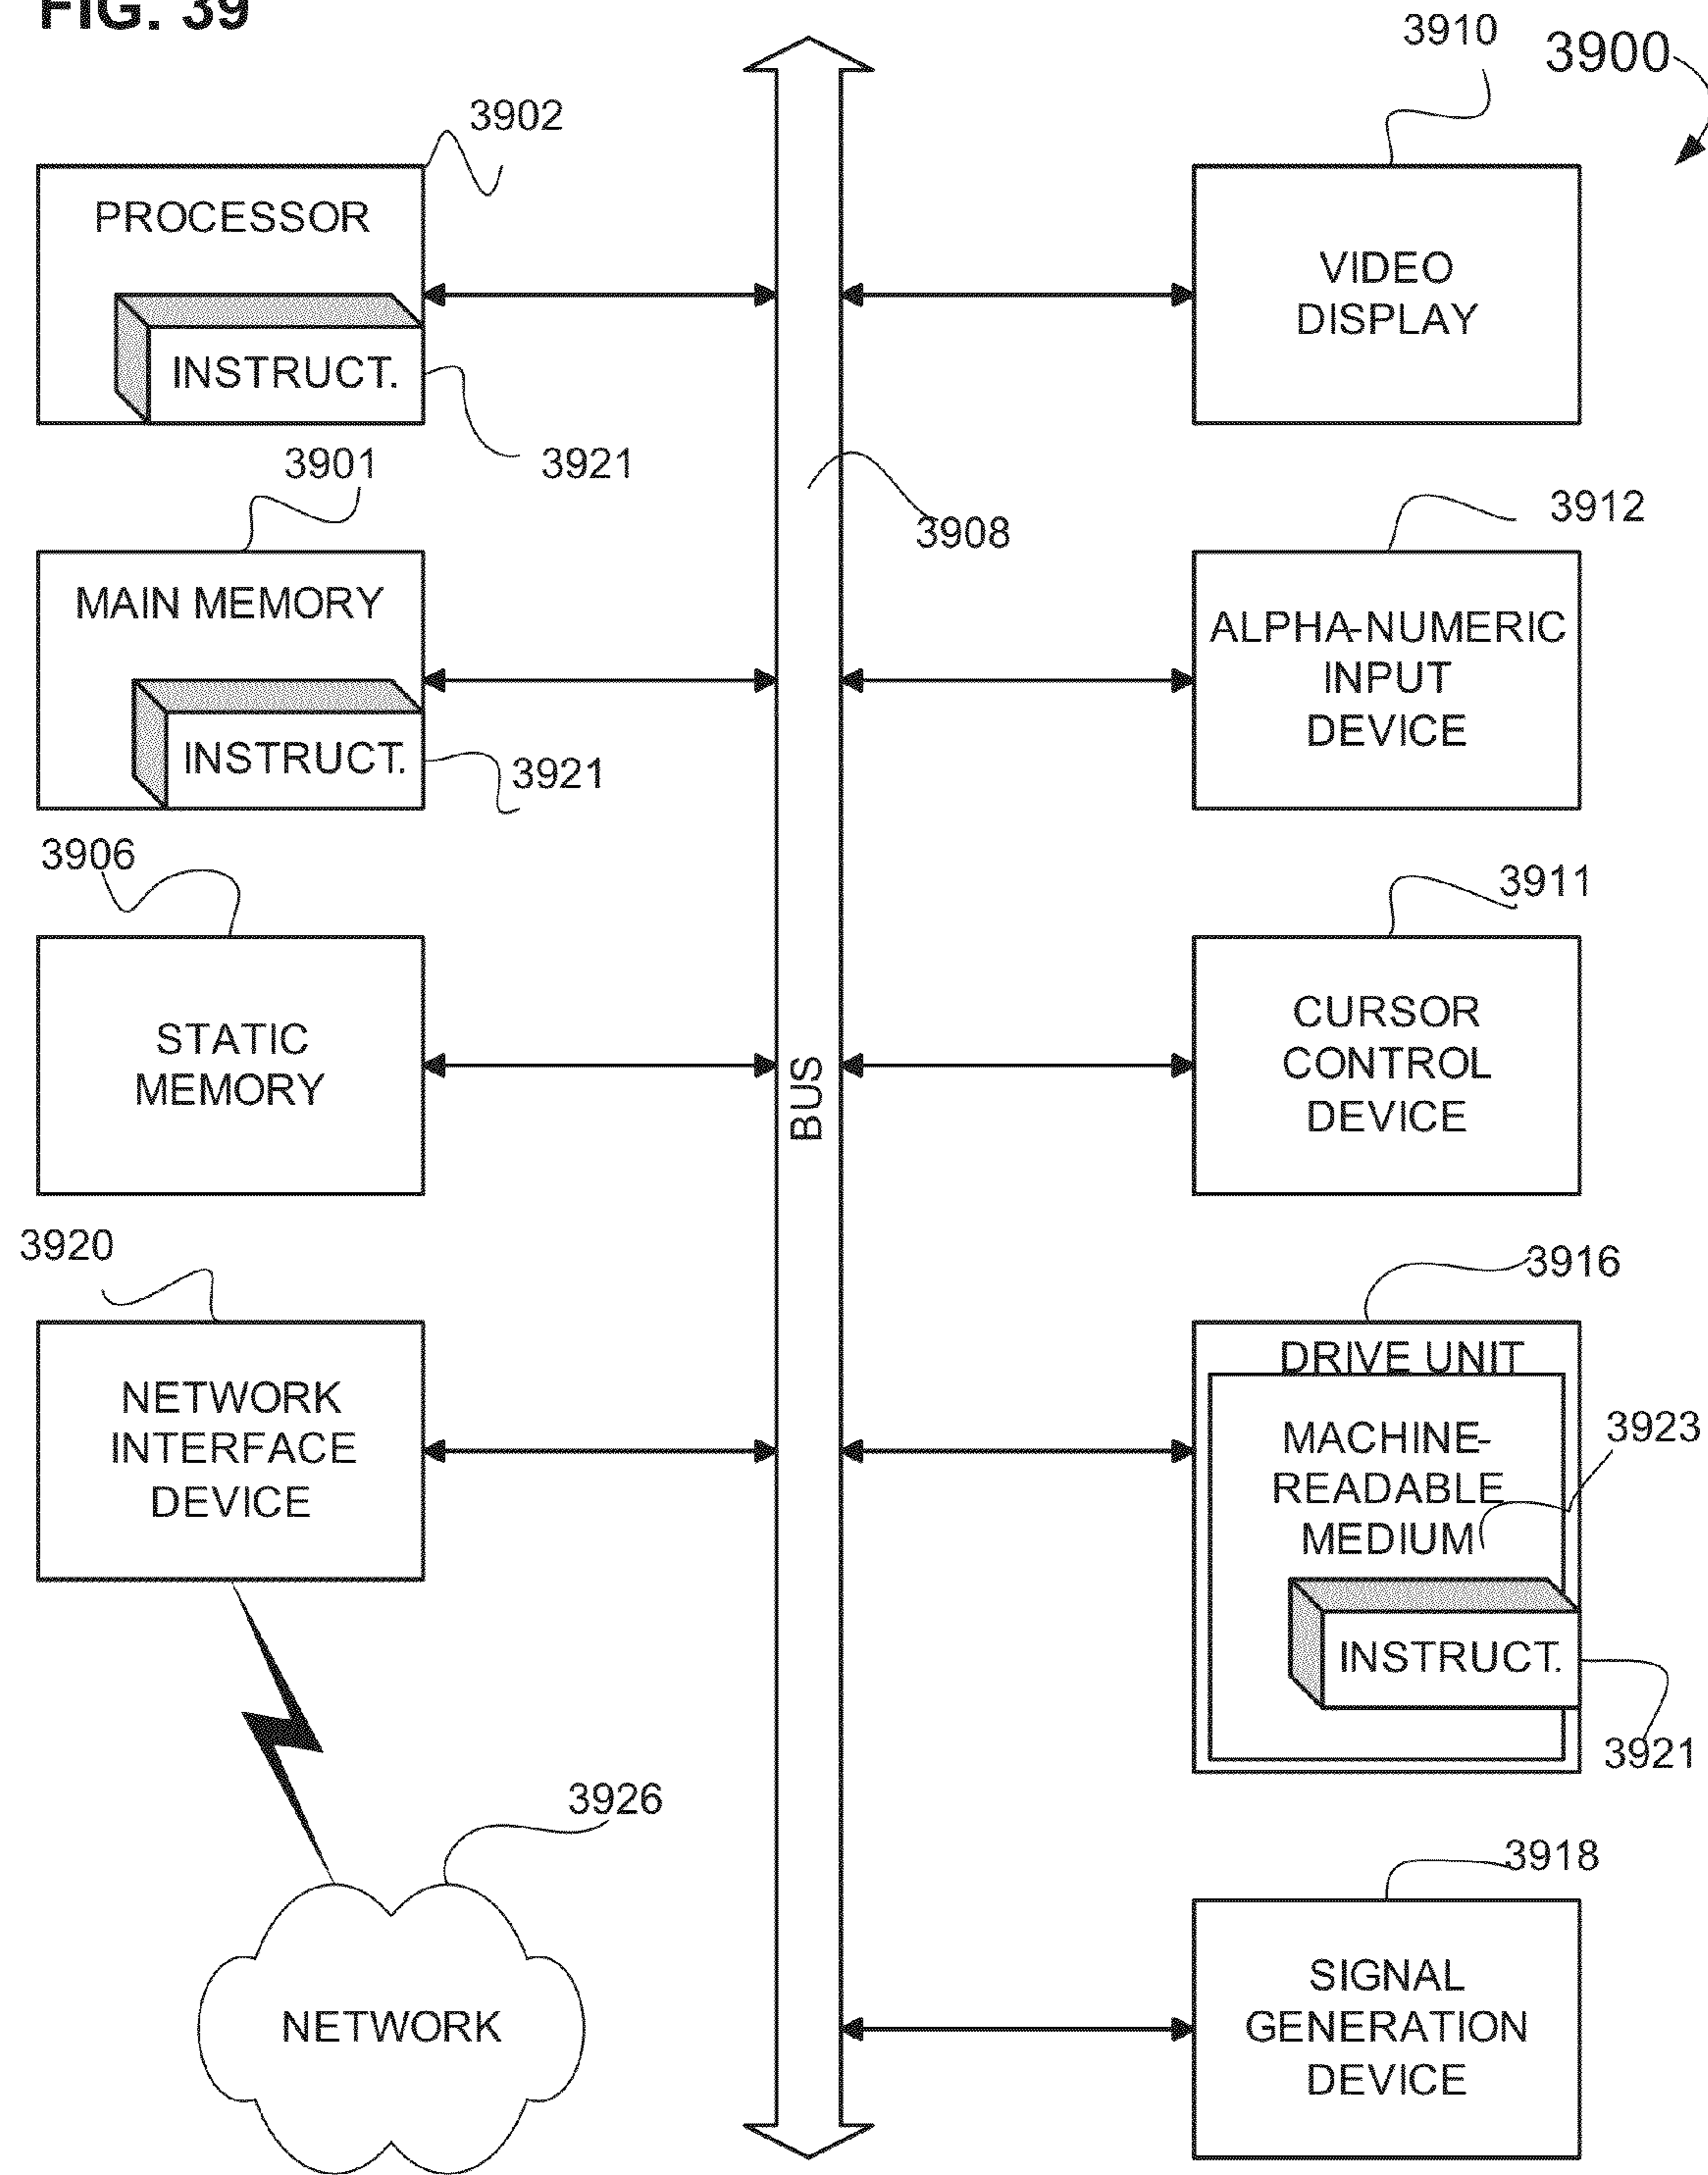 FIG. 39
3910
3900
3902
PROCESSOR
INSTRUCT.
3921
VIDEO
DISPLAY
3901
MAIN MEMORY
INSTRUCT.
3921
3908
3912
ALPHA-NUMERIC
INPUT
DEVICE
3906
STATIC
MEMORY
BUS
3911
CURSOR
CONTROL
DEVICE
3920
NETWORK
INTERFACE
DEVICE
3916
DRIVE UNIT
MACHINE-
READABLE
MEDIUM
3923
INSTRUCT.
3921
3926
NETWORK
3918
SIGNAL
GENERATION
DEVICE